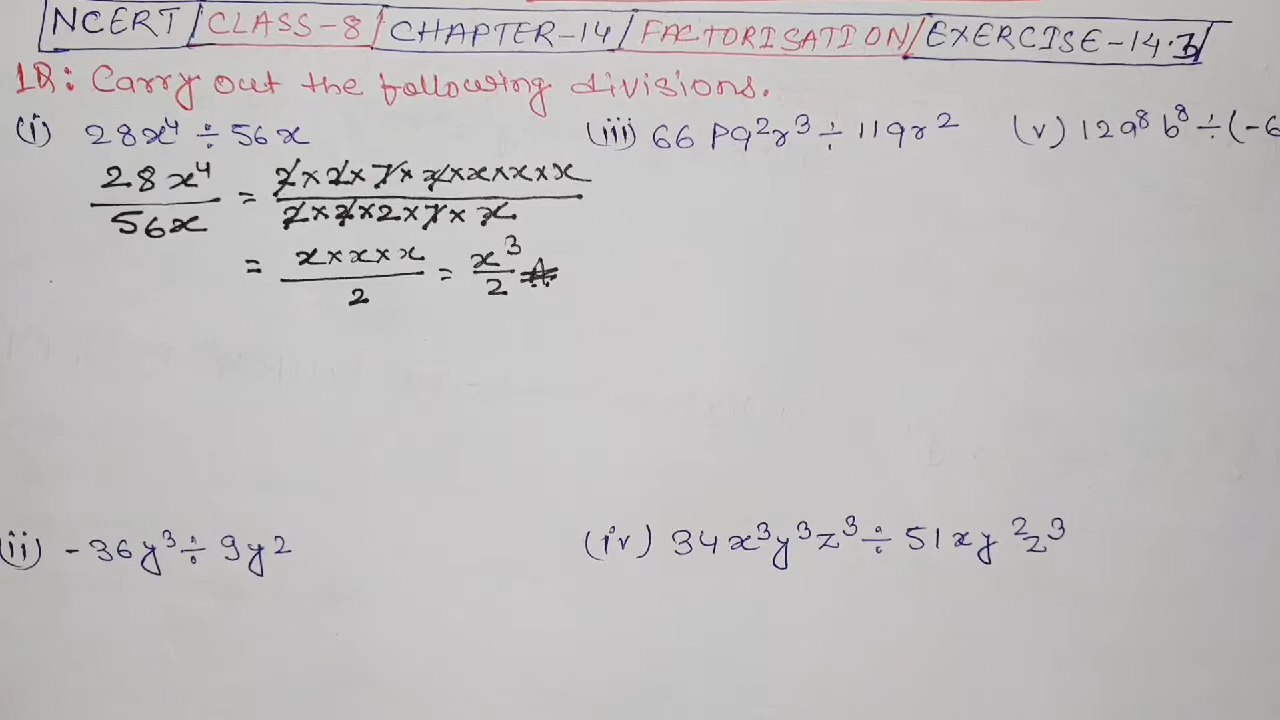 NCERT/CLASS-8/CHAPTER-14/FACTORISATION/EXERCISE-14.3/
1Q: Carry out the following divisions.
(i) 28x⁴ ÷ 56x
28x⁴/56x = 2×2×7×x×x×x×x/2×2×2×7×x
= x×x×x/2 = x³/2
(iii) 66 pq²r³ ÷ 11qr²
(v) 12a⁸ b⁸ ÷ (-6
(ii) -36y³ ÷ 9y²
(iv) 34x³y³z³ ÷ 51xy²z³